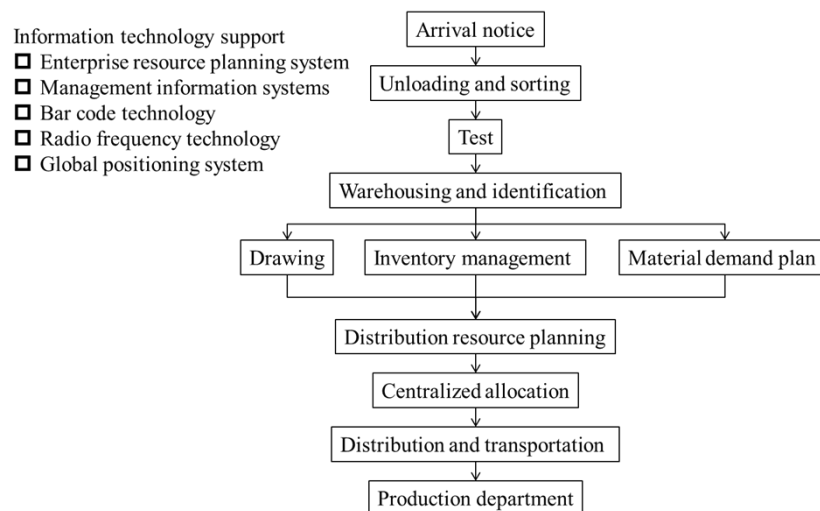 Information technology support
Enterprise resource planning system
Management information systems
Bar code technology
Radio frequency technology
Global positioning system
Arrival notice
Unloading and sorting
Test
Warehousing and identification
Drawing
Inventory management
Material demand plan
Distribution resource planning
Centralized allocation
Distribution and transportation
Production department